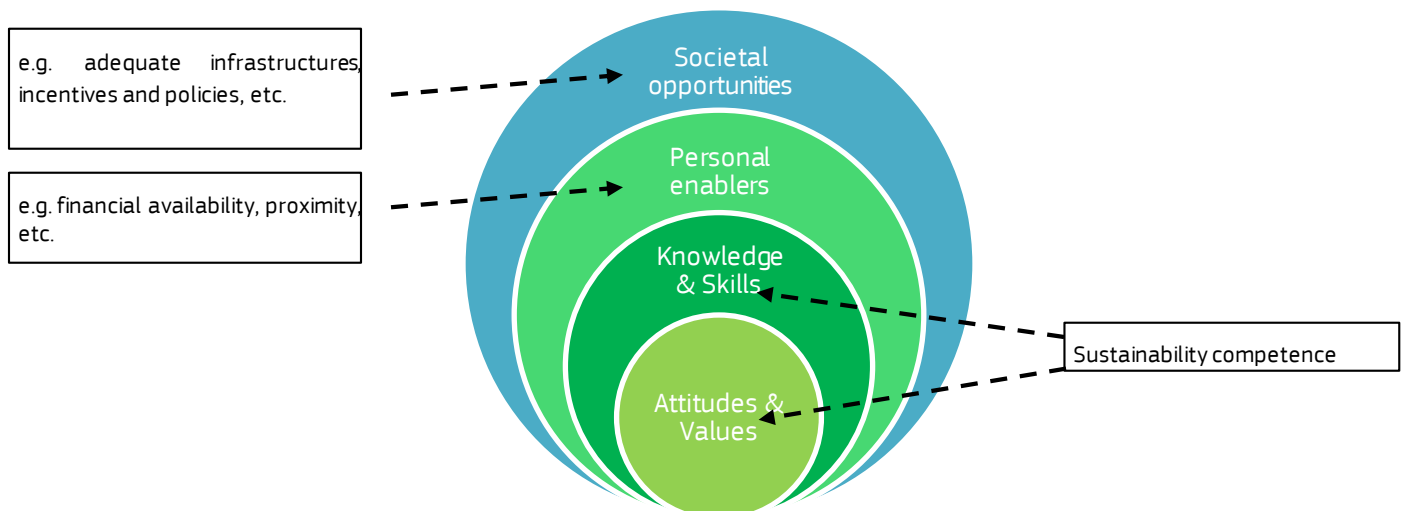 e.g. adequate infrastructures,
incentives and policies, etc.
Societal
opportunities
e.g. financial availability, proximity,
etc.
Personal
enablers
Knowledge
& Skills
Sustainability competence
Attitudes &
Values